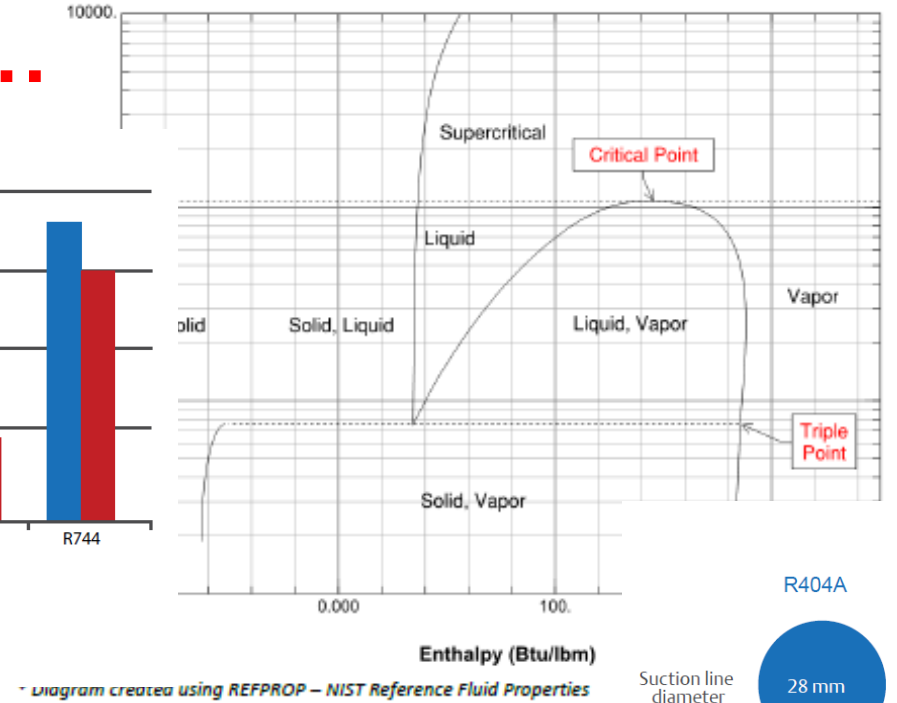 10000.
Supercritical
Critical Point
Liquid
Vapor
olid
Solid, Liquid
Liquid, Vapor
Triple
Point
Solid, Vapor
R744
0.000
100.
R404A
Enthalpy (Btu/lbm)
* Diagram created using REFPROP – NIST Reference Fluid Properties
Suction line
diameter
28 mm